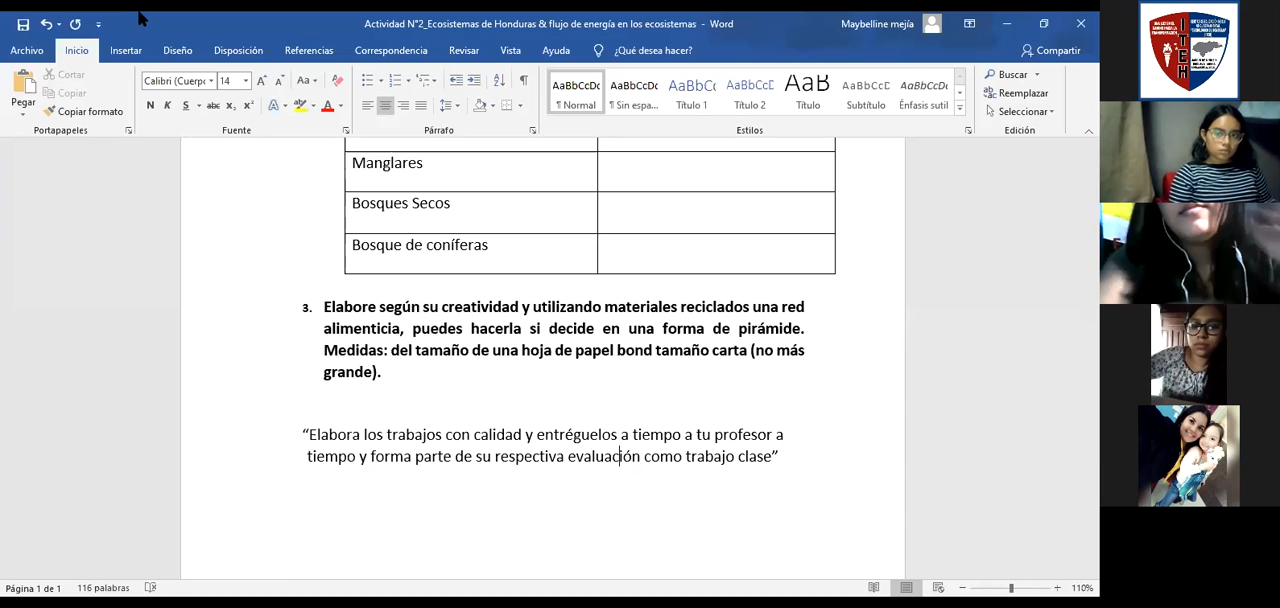 Actividad N°2_Ecosistemas de Honduras & flujo de energía en los ecosistemas - Word
Maybelline mejía
Archivo Inicio Insertar Diseño Disposición Referencias Correspondencia Revisar Vista Ayuda ¿Qué desea hacer? Compartir
Pegar
Cortar
Copiar
Copiar formato
Portapapeles
Calibri (Cuerpo 14
N K S abc x₂ x²
Fuente
Párrafo
AaBbCcDc AaBbCcDc AaBbCc AaBbCcC AaB AaBbCcC AaBbCcDc
¶ Normal ¶ Sin espa... Título 1 Título 2 Título Subtítulo Énfasis sutil
Estilos
Buscar
Reemplazar
Seleccionar
Edición
Manglares
Bosques Secos
Bosque de coníferas
3. Elabore según su creatividad y utilizando materiales reciclados una red
alimenticia, puedes hacerla si decide en una forma de pirámide.
Medidas: del tamaño de una hoja de papel bond tamaño carta (no más
grande).
“Elabora los trabajos con calidad y entréguelos a tiempo a tu profesor a
tiempo y forma parte de su respectiva evaluación como trabajo clase”
Página 1 de 1 116 palabras
110%
ITEH